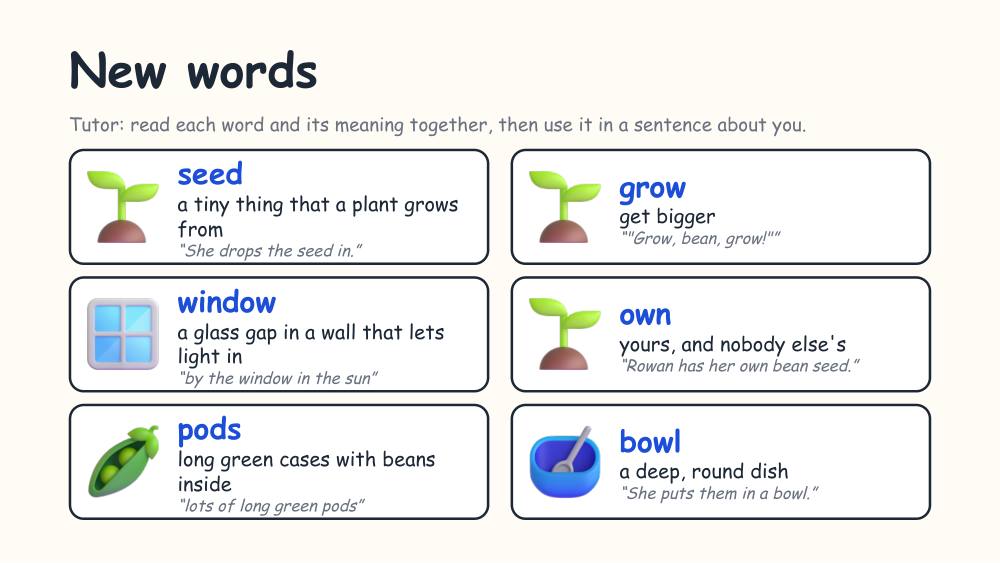 New words
Tutor: read each word and its meaning together, then use it in a sentence about you.
seed
a tiny thing that a plant grows
from
“She drops the seed in.”
grow
get bigger
“"Grow, bean, grow!"”
window
a glass gap in a wall that lets
light in
“by the window in the sun”
own
yours, and nobody else's
“Rowan has her own bean seed.”
pods
long green cases with beans
inside
“lots of long green pods”
bowl
a deep, round dish
“She puts them in a bowl.”